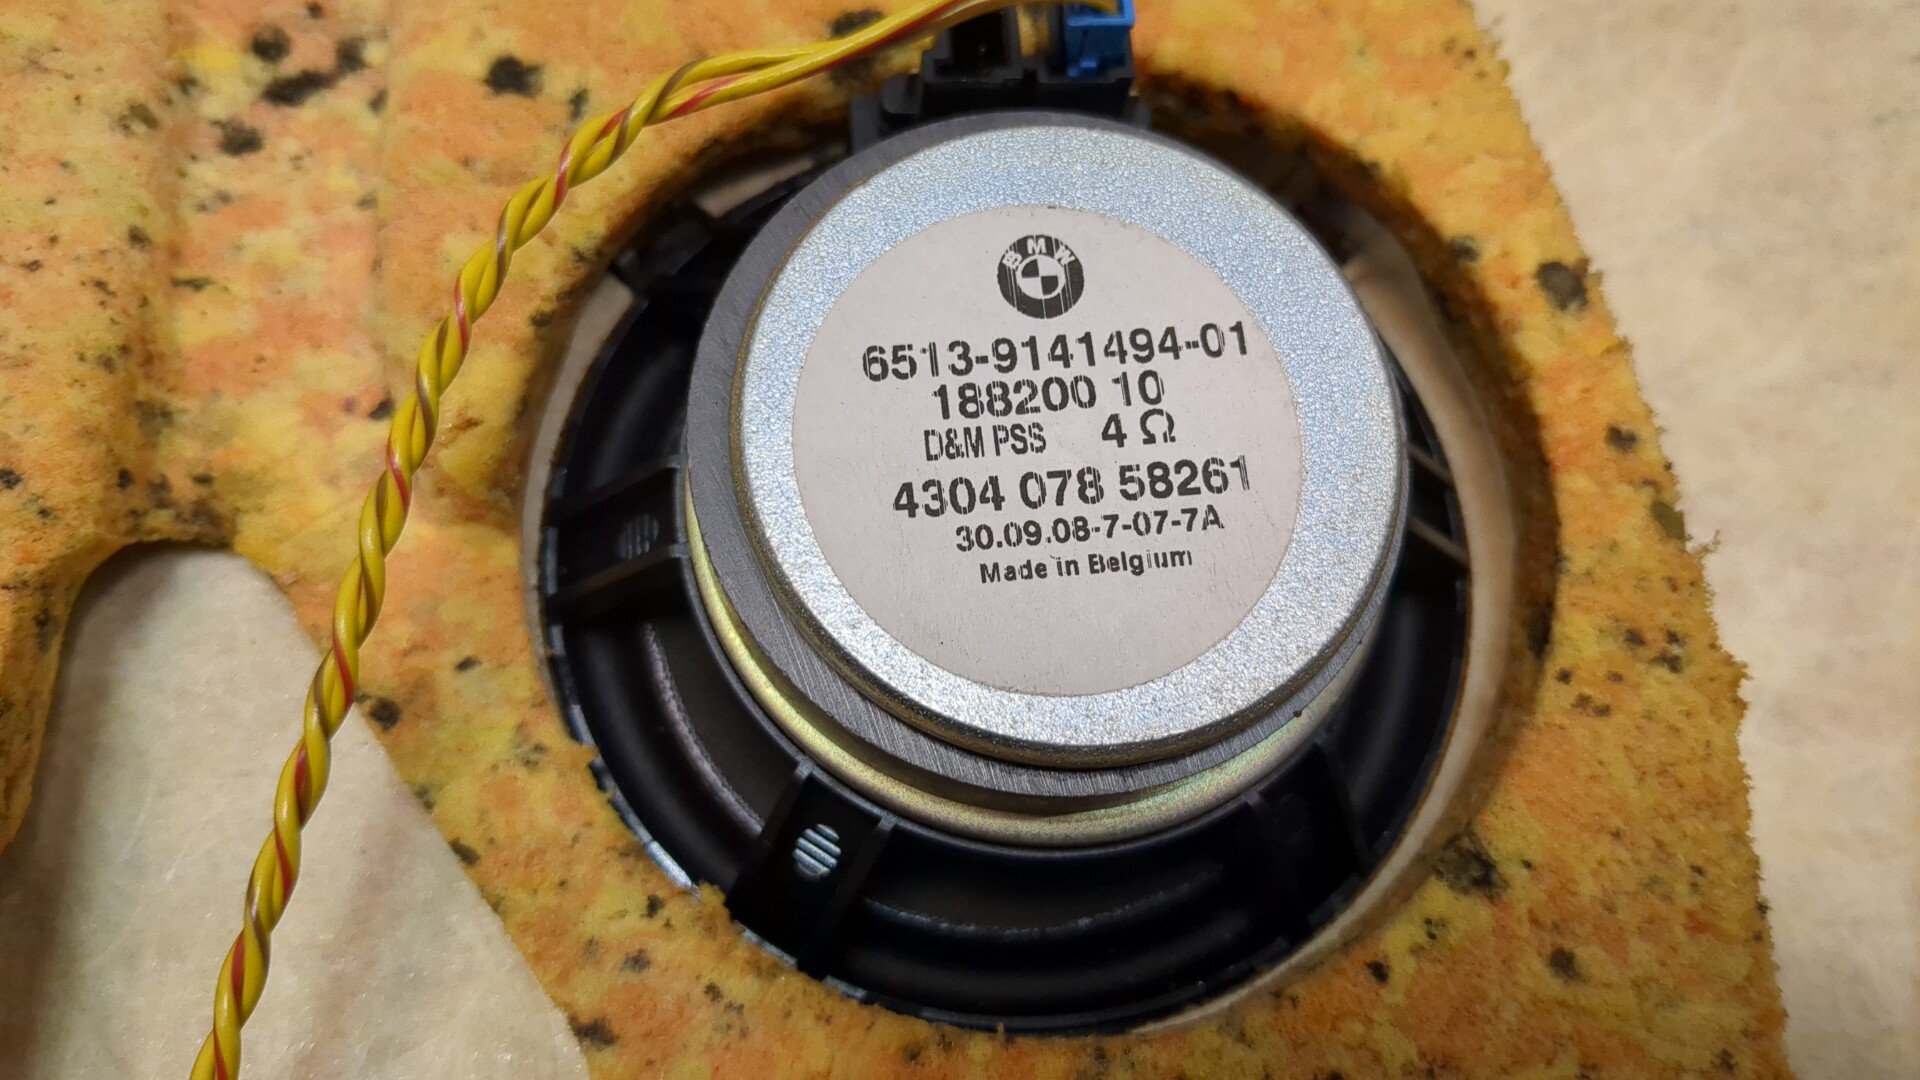 BMW
6513-9141494-01
188200 10
D&M PSS 4 Ω
4304 078 58261
30.09.08-7-07-7A
Made in Belgium